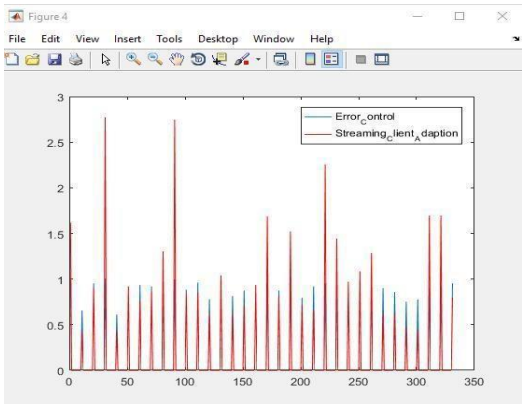 Figure 4
File Edit View Insert Tools Desktop Window Help
3
2.5
2
1.5
1
0.5
0
Error_Control
Streaming_Client_Adaption
0 50 100 150 200 250 300 350